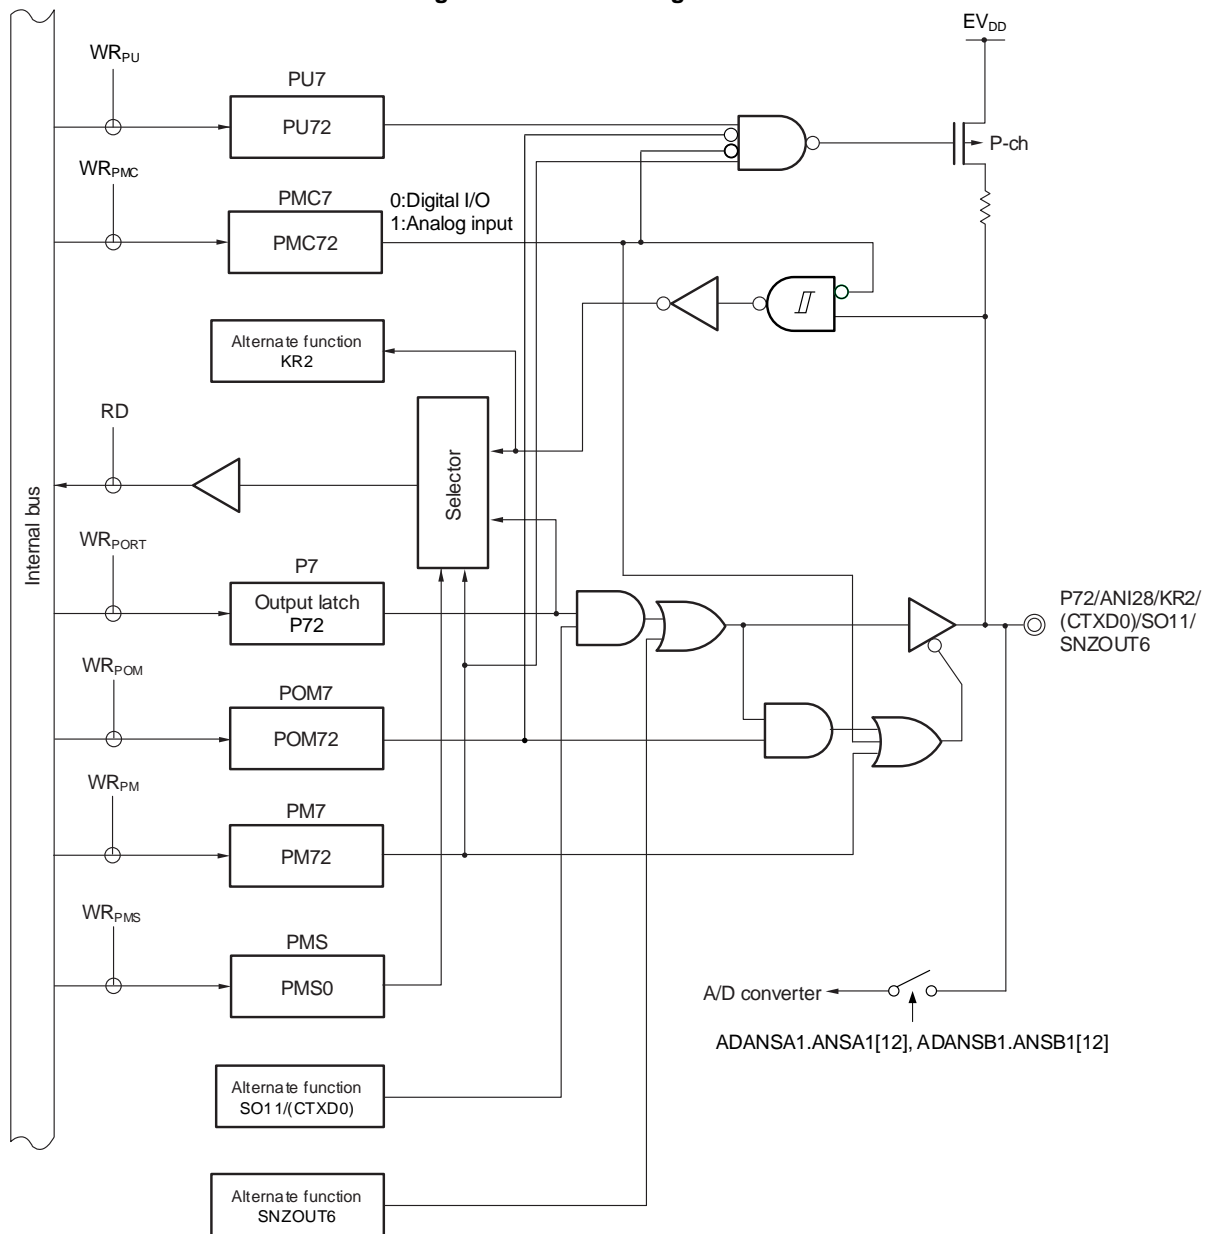 EVDD
WRPU
PU7
PU72
P-ch
WRPMC
PMC7
0:Digital I/O
1:Analog input
PMC72
Alternate function
KR2
RD
Selector
Internal bus
WRPORT
P7
Output latch
P72
P72/ANI28/KR2/
(CTXD0)/SO11/
SNZOUT6
WRPOM
POM7
POM72
WRPM
PM7
PM72
WRPMS
PMS
PMS0
A/D converter
ADANSA1.ANSA1[12], ADANSB1.ANSB1[12]
Alternate function
SO11/(CTXD0)
Alternate function
SNZOUT6